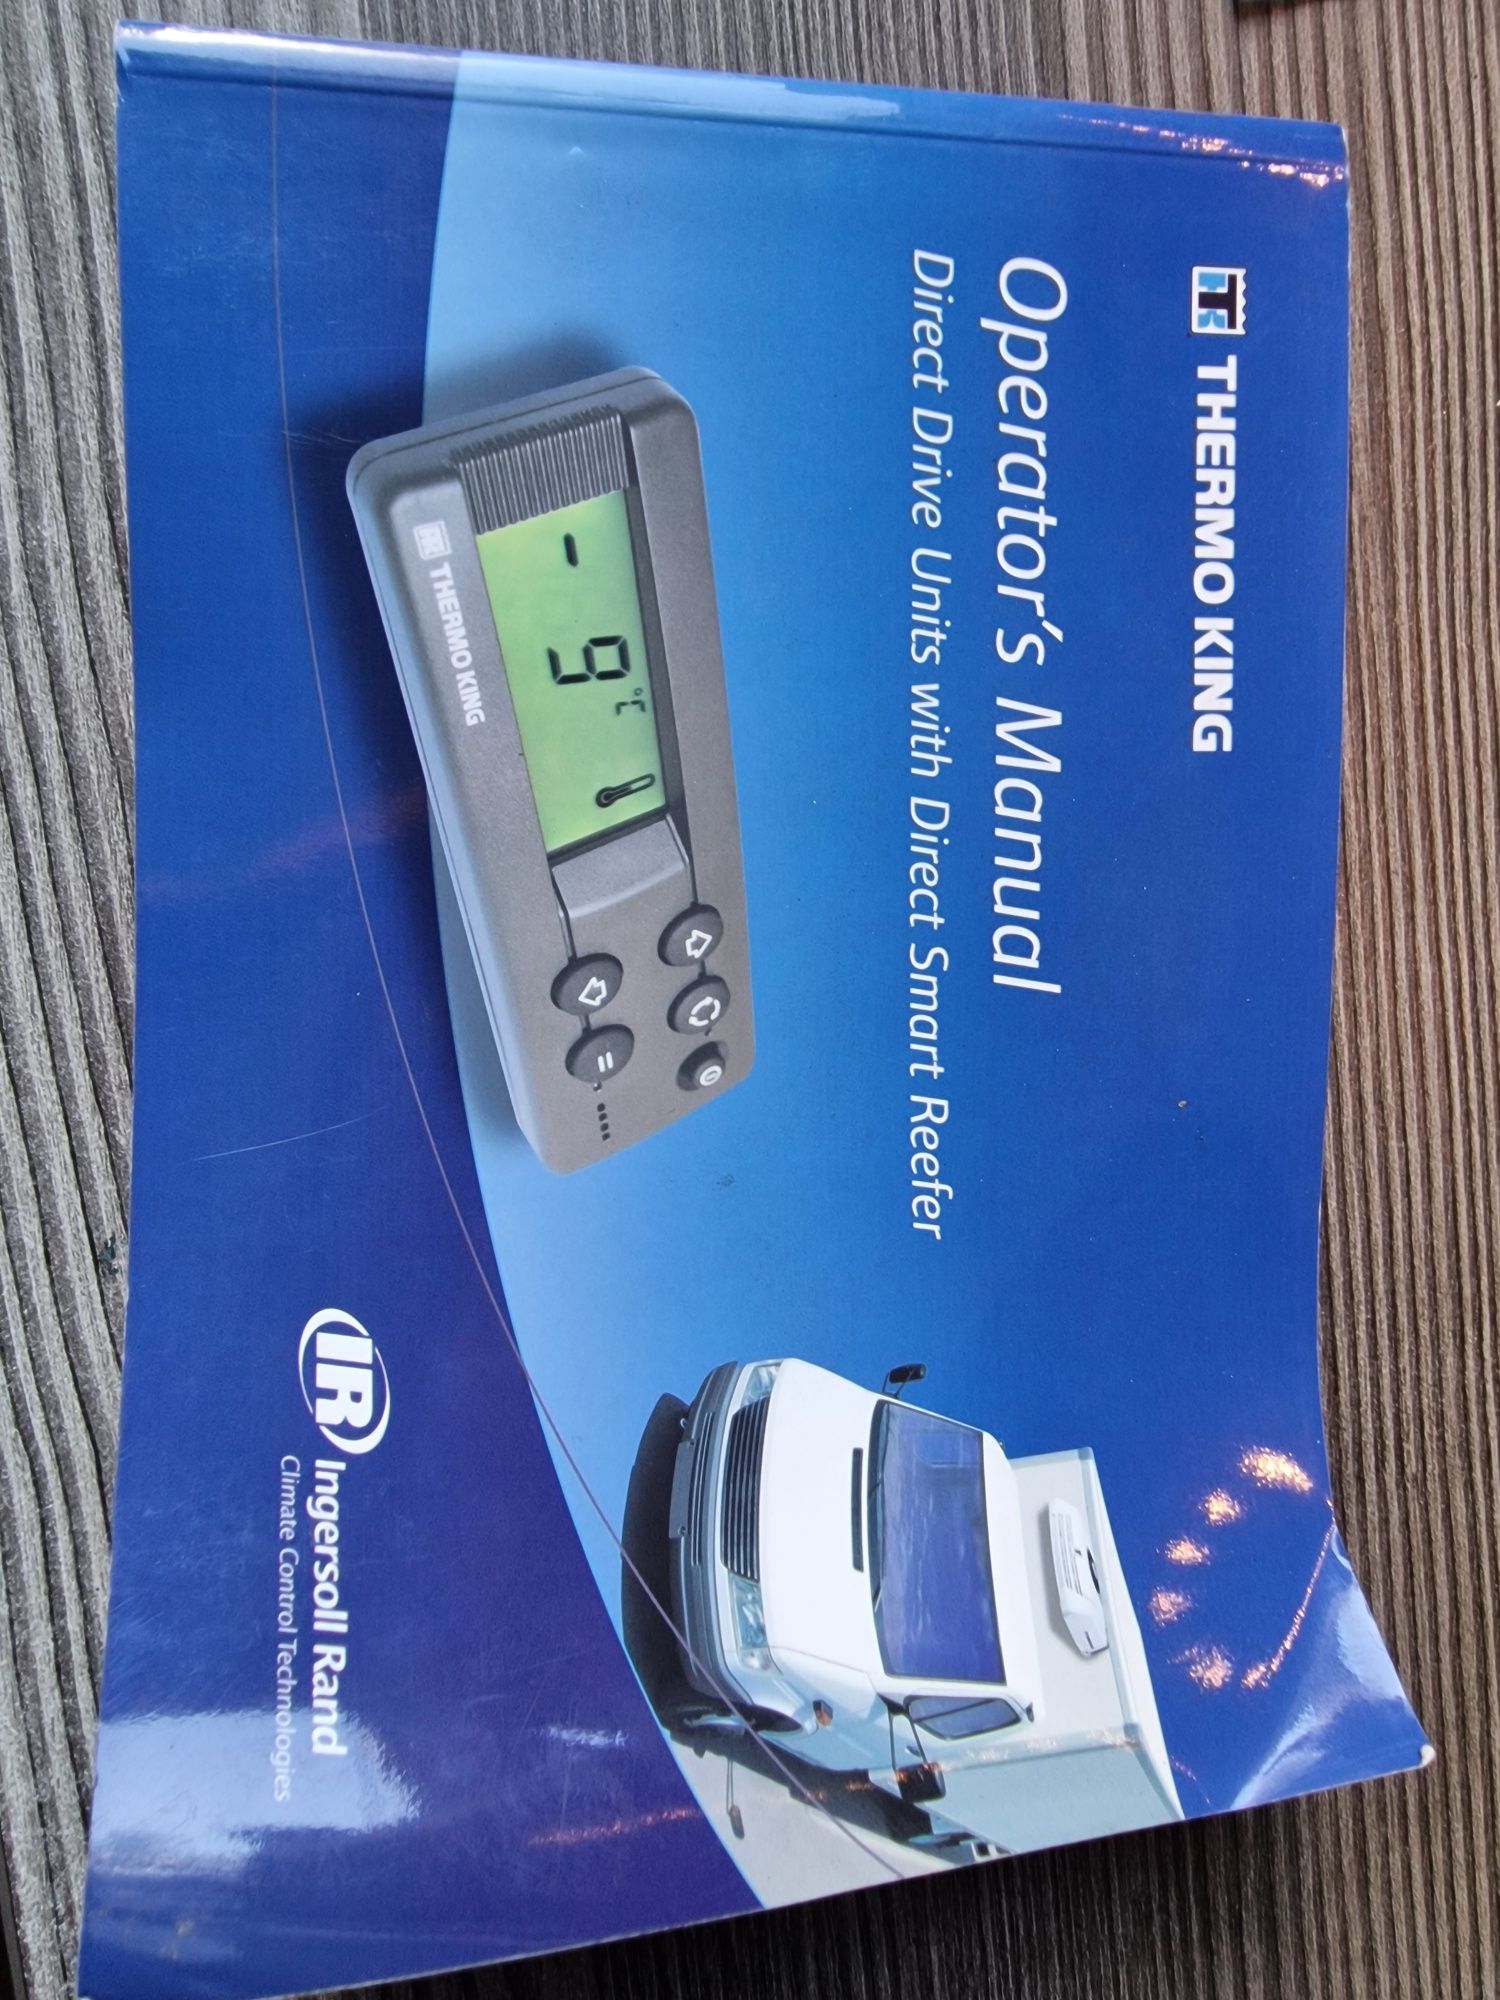 THERMO KING
Operator's Manual
Direct Drive Units with Direct Smart Reefer
- 9 °C
THERMO KING
IR Ingersoll Rand
Climate Control Technologies